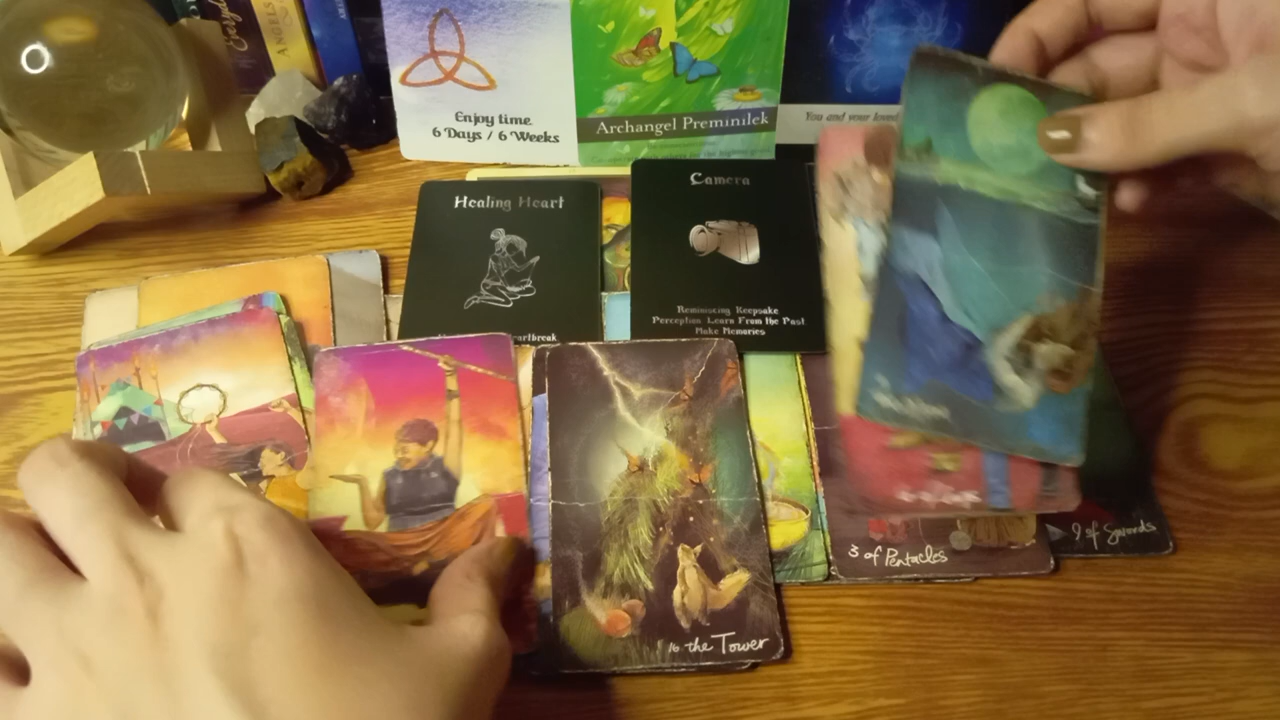 ANGELS
Enjoy time
6 Days / 6 Weeks
Archangel Preminilek
You and your loved
Healing Heart
Camera
Reminiscing Keepsake
Perception Learn From the Past
Make Memories
3 of Pentacles
9 of Swords
16 the Tower